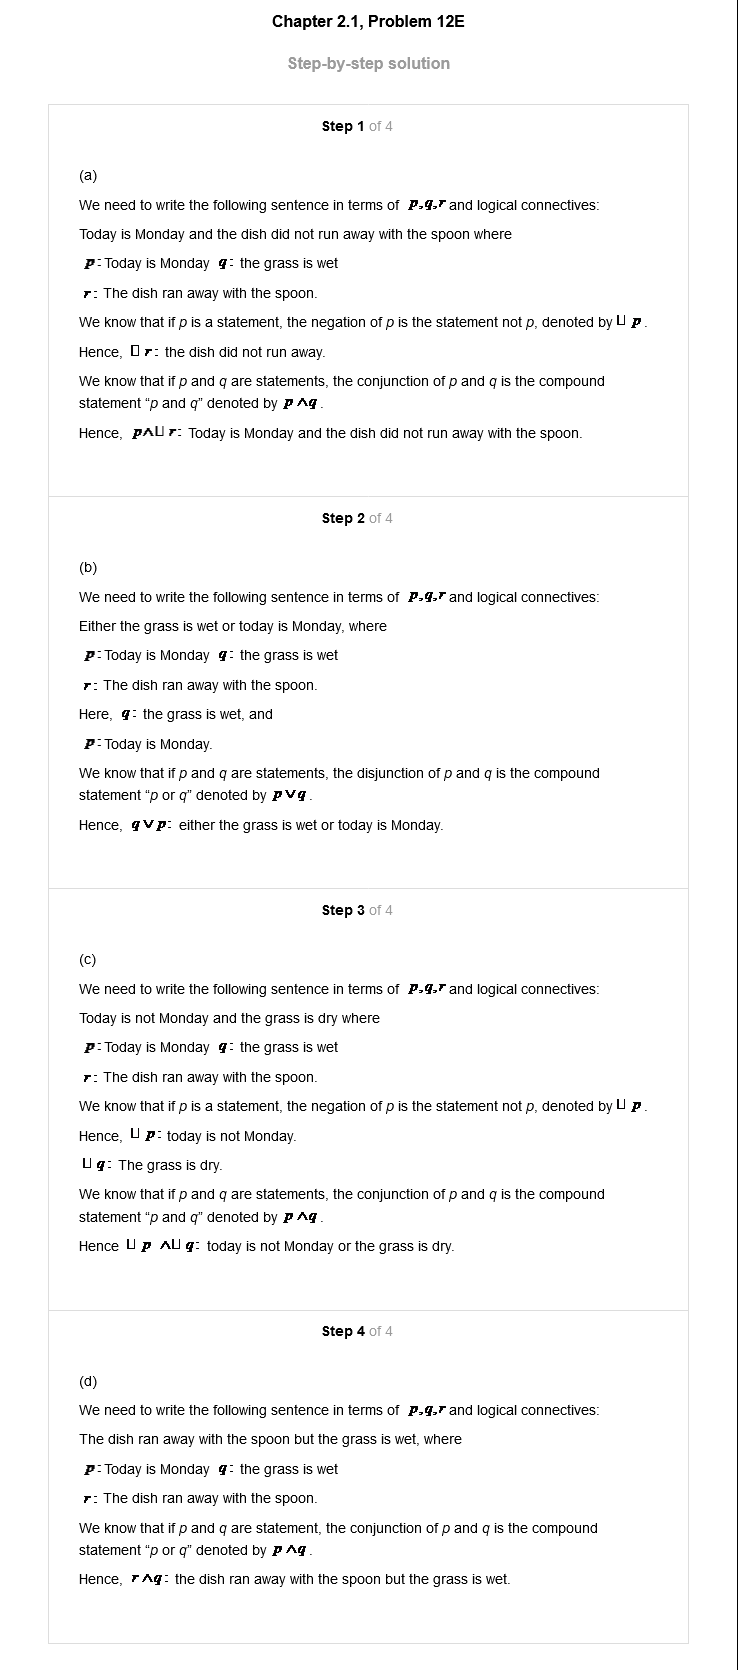 Chapter 2.1, Problem 12E
Step-by-step solution
Step 1 of 4
(a)
We need to write the following sentence in terms of p,q,r and logical connectives:
Today is Monday and the dish did not run away with the spoon where
p: Today is Monday q: the grass is wet
r: The dish ran away with the spoon.
We know that if p is a statement, the negation of p is the statement not p, denoted by ⊔ p.
Hence, □ r: the dish did not run away.
We know that if p and q are statements, the conjunction of p and q is the compound
statement “p and q” denoted by p ∧q.
Hence, p∧⊔ r: Today is Monday and the dish did not run away with the spoon.
Step 2 of 4
(b)
We need to write the following sentence in terms of p,q,r and logical connectives:
Either the grass is wet or today is Monday, where
p: Today is Monday q: the grass is wet
r: The dish ran away with the spoon.
Here, q: the grass is wet, and
p: Today is Monday.
We know that if p and q are statements, the disjunction of p and q is the compound
statement “p or q” denoted by p∨q.
Hence, q∨p: either the grass is wet or today is Monday.
Step 3 of 4
(c)
We need to write the following sentence in terms of p,q,r and logical connectives:
Today is not Monday and the grass is dry where
p: Today is Monday q: the grass is wet
r: The dish ran away with the spoon.
We know that if p is a statement, the negation of p is the statement not p, denoted by ⊔ p.
Hence, ⊔ p: today is not Monday.
⊔ q: The grass is dry.
We know that if p and q are statements, the conjunction of p and q is the compound
statement “p and q” denoted by p ∧q.
Hence ⊔ p ∧⊔ q: today is not Monday or the grass is dry.
Step 4 of 4
(d)
We need to write the following sentence in terms of p,q,r and logical connectives:
The dish ran away with the spoon but the grass is wet, where
p: Today is Monday q: the grass is wet
r: The dish ran away with the spoon.
We know that if p and q are statement, the conjunction of p and q is the compound
statement “p or q” denoted by p ∧q.
Hence, r ∧q: the dish ran away with the spoon but the grass is wet.